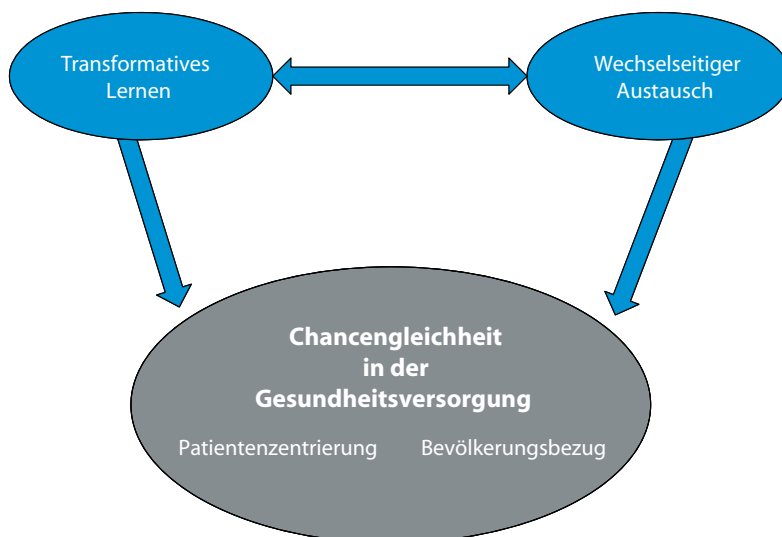 Transformatives
Lernen
Wechselseitiger
Austausch
Chancengleichheit
in der
Gesundheitsversorgung
Patientenzentrierung Bevölkerungsbezug